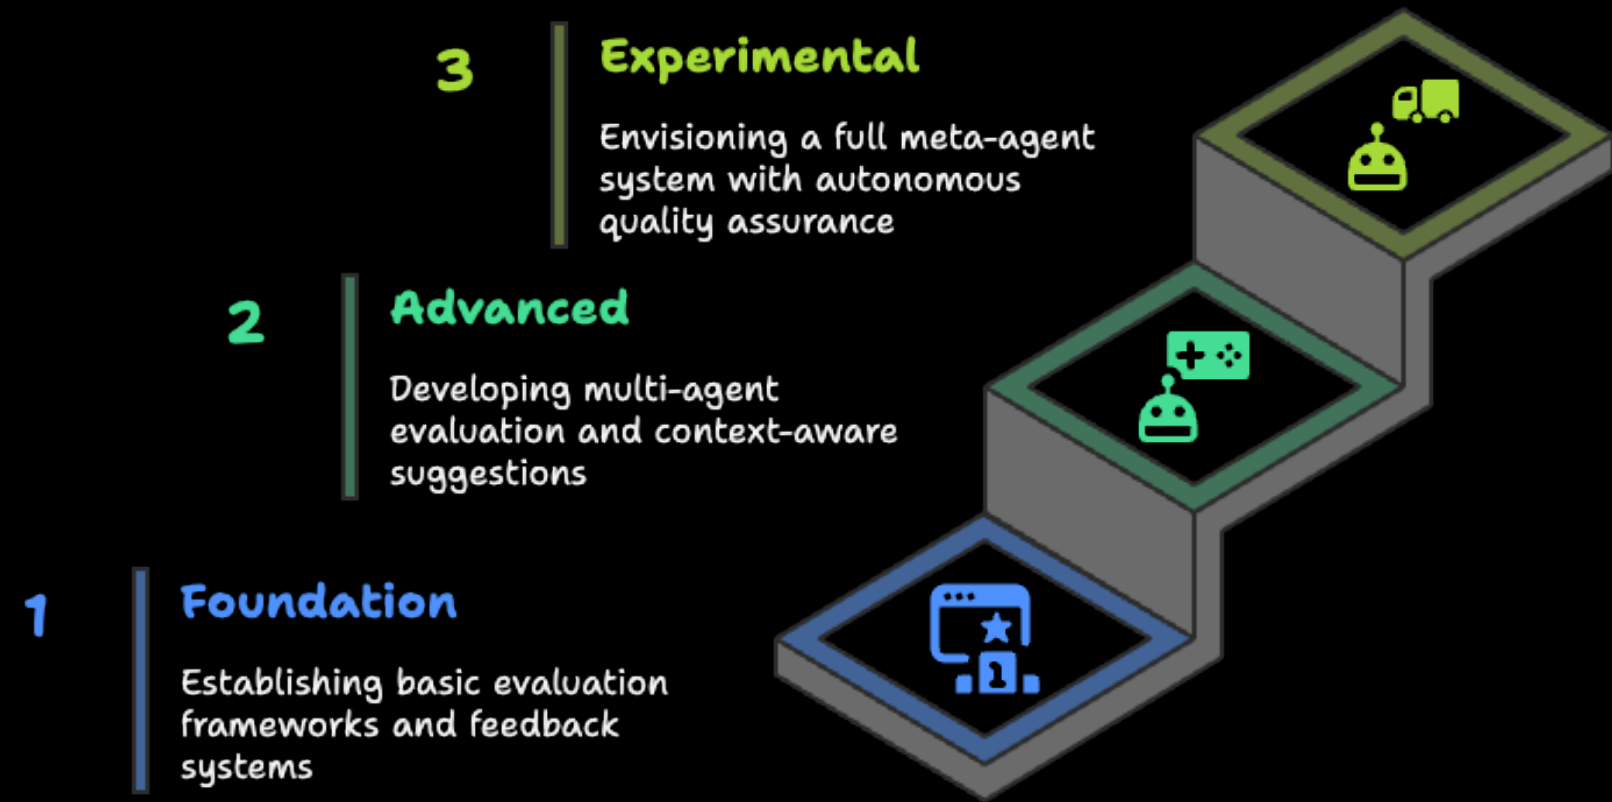 3
Experimental
Envisioning a full meta-agent
system with autonomous
quality assurance
2
Advanced
Developing multi-agent
evaluation and context-aware
suggestions
1
Foundation
Establishing basic evaluation
frameworks and feedback
systems
1